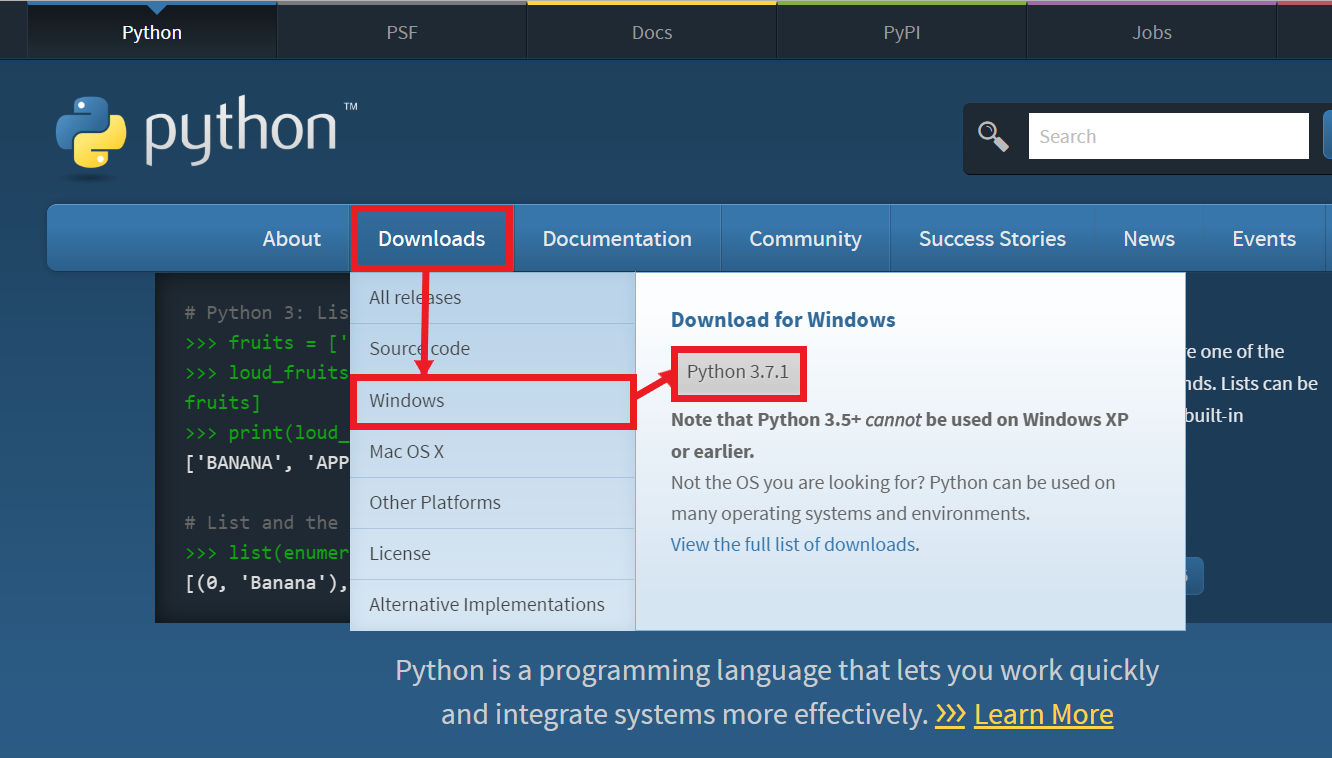 Python
PSF
Docs
PyPI
Jobs
python™
Search
About
Downloads
Documentation
Community
Success Stories
News
Events
# Python 3: Lis
>>> fruits = ['
>>> loud_fruits
fruits]
>>> print(loud_
['BANANA', 'APP
# List and the
>>> list(enumer
[(0, 'Banana'),
All releases
Source code
Windows
Mac OS X
Other Platforms
License
Alternative Implementations
Download for Windows
Python 3.7.1
Note that Python 3.5+ cannot be used on Windows XP
or earlier.
Not the OS you are looking for? Python can be used on
many operating systems and environments.
View the full list of downloads.
re one of the
nds. Lists can be
built-in
Python is a programming language that lets you work quickly
and integrate systems more effectively. >>> Learn More